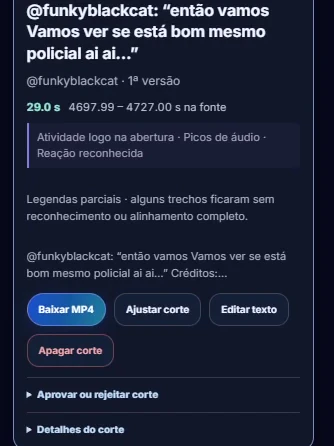 @funkyblackcat: “então vamos
Vamos ver se está bom mesmo
policial ai ai...”
@funkyblackcat · 1ª versão
29.0 s 4697.99 – 4727.00 s na fonte
Atividade logo na abertura · Picos de áudio ·
Reação reconhecida
Legendas parciais · alguns trechos ficaram sem
reconhecimento ou alinhamento completo.
@funkyblackcat: “então vamos Vamos ver se está
bom mesmo policial ai ai...” Créditos:...
Baixar MP4
Ajustar corte
Editar texto
Apagar corte
▸ Aprovar ou rejeitar corte
▸ Detalhes do corte